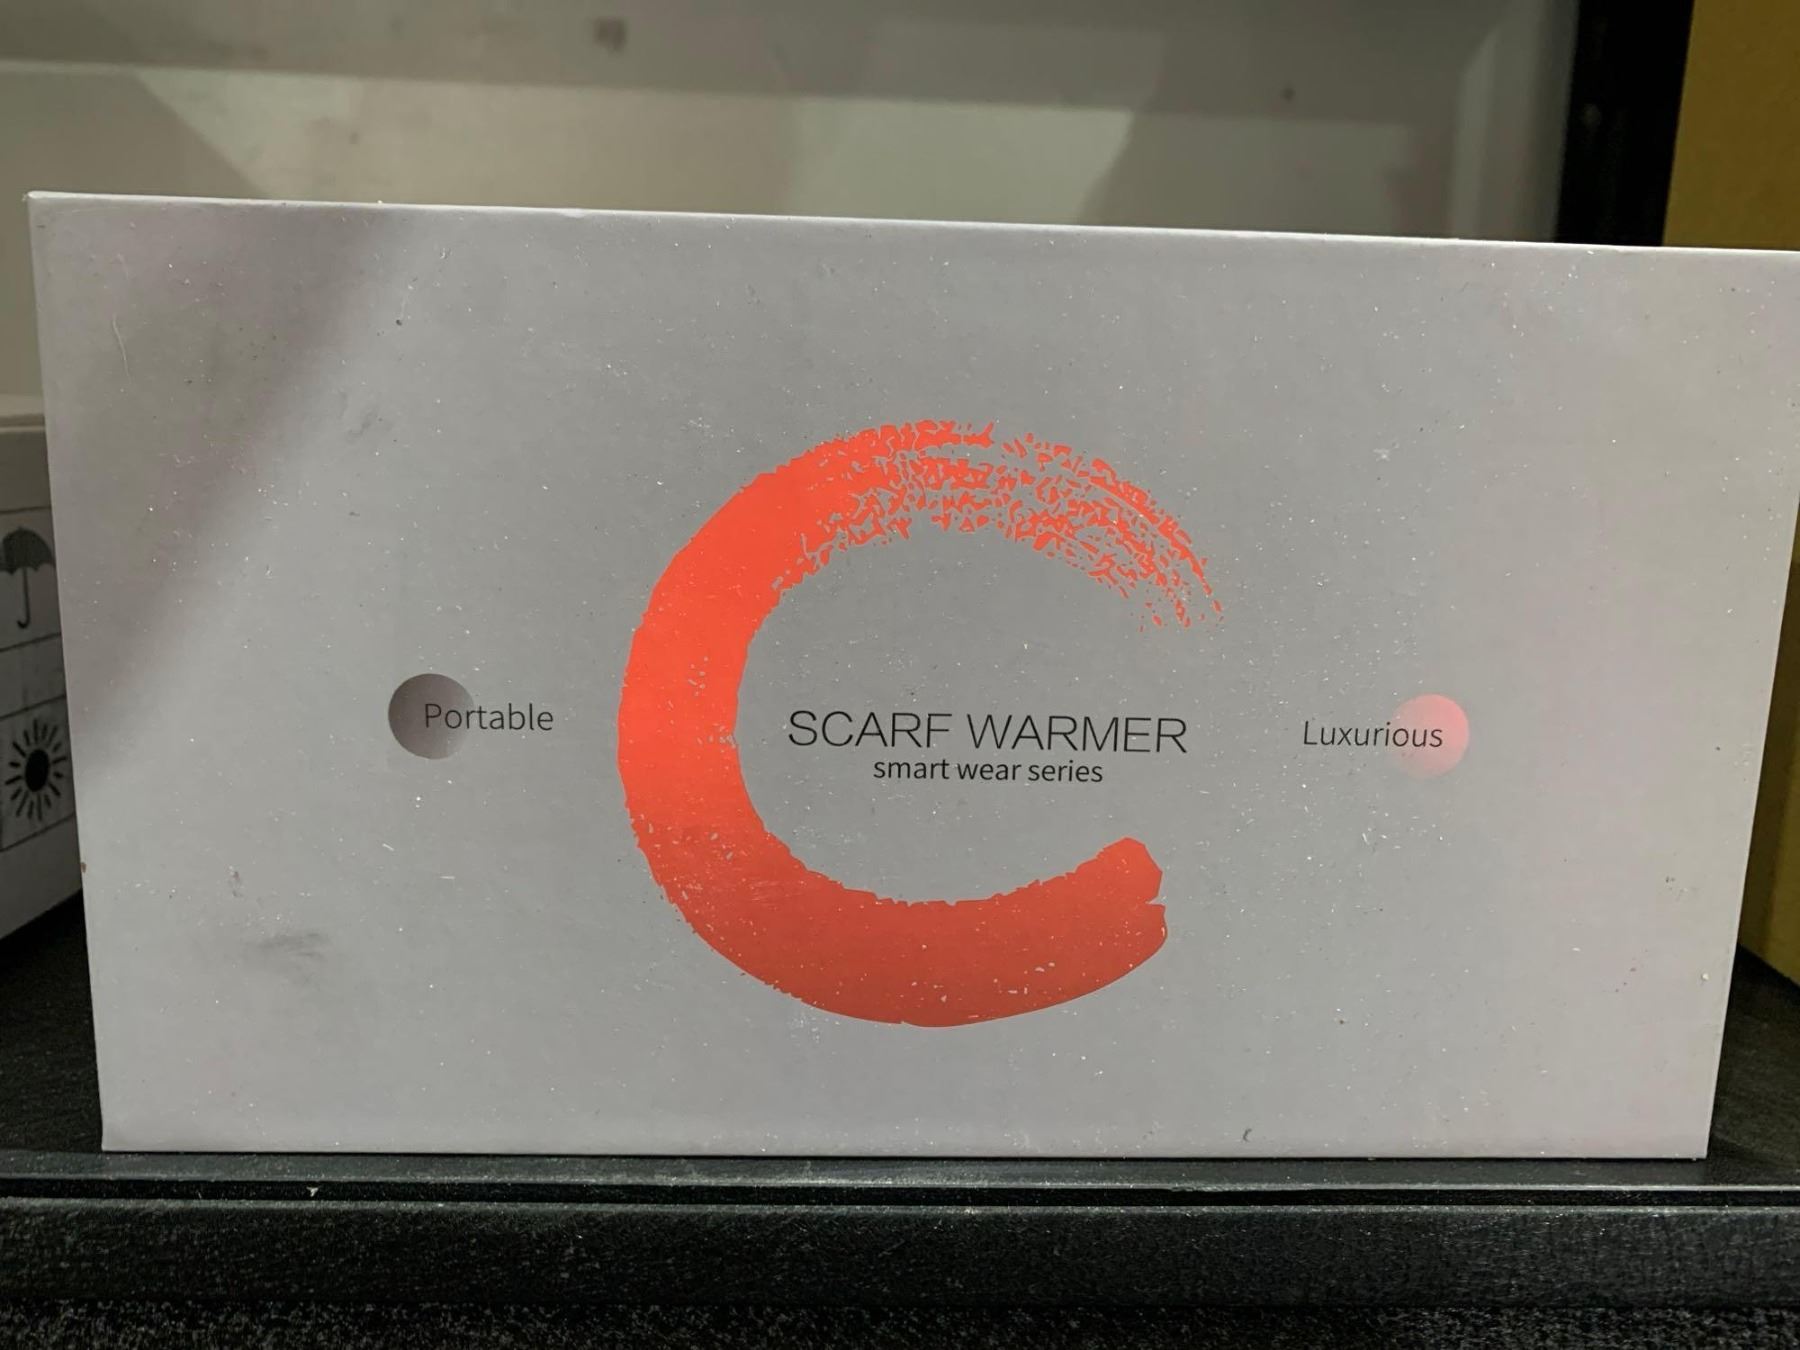 Portable
SCARF WARMER
smart wear series
Luxurious